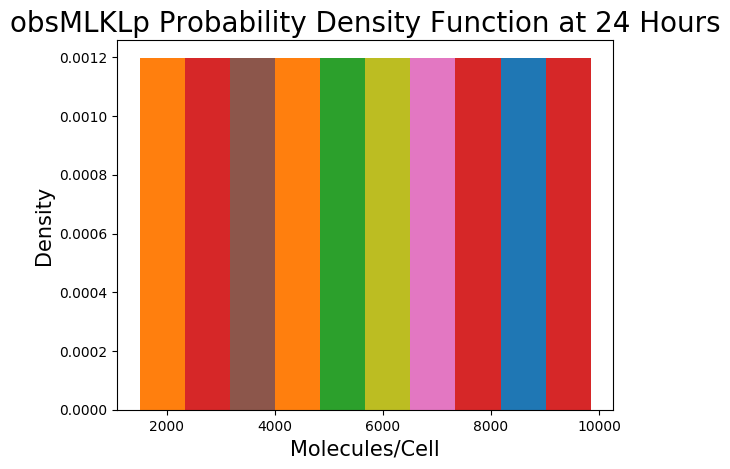 obsMLKLp Probability Density Function at 24 Hours
0.0012
0.0010
0.0008
0.0006
0.0004
0.0002
0.0000
Density
2000 4000 6000 8000 10000
Molecules/Cell